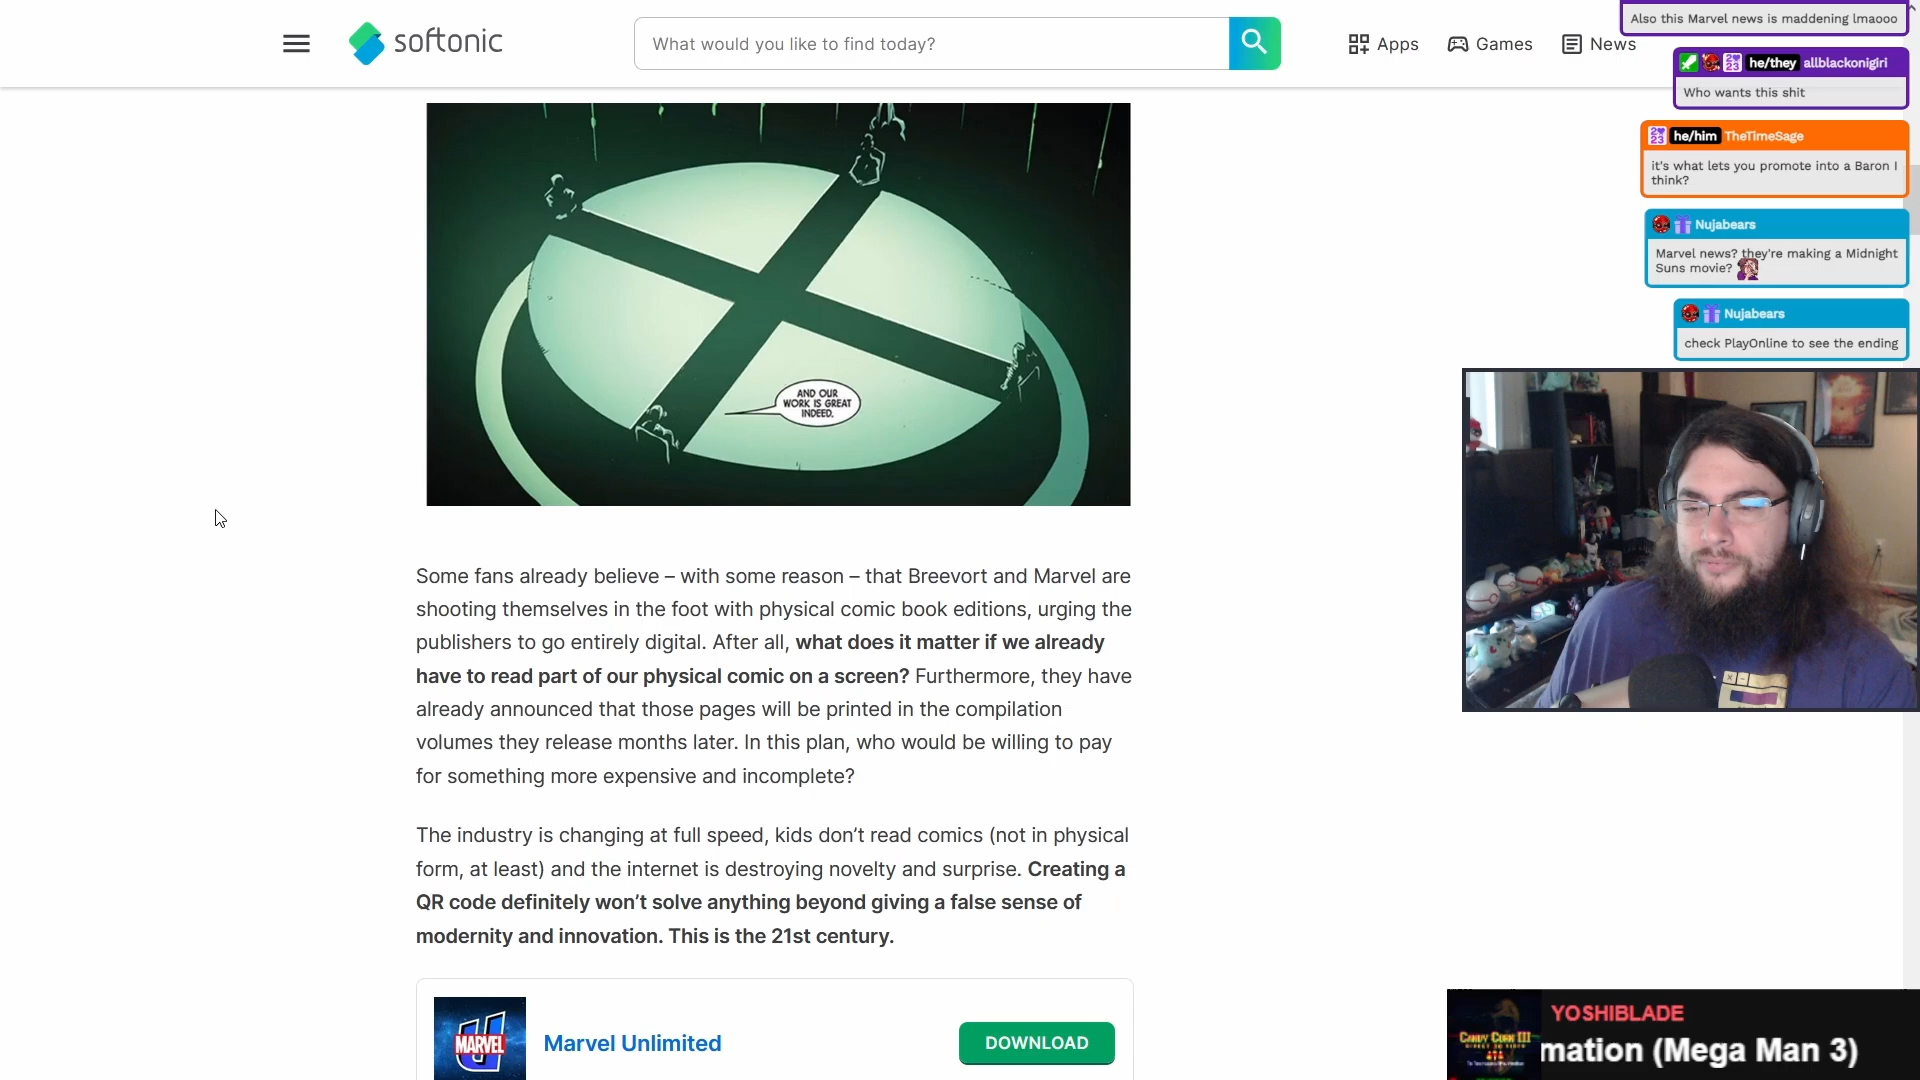 softonic
What would you like to find today?
Apps
Games
News
Also this Marvel news is maddening lmaooo
he/they allblackonigiri
Who wants this shit
he/him TheTimeSage
it's what lets you promote into a Baron I
think?
Nujabears
Marvel news? they're making a Midnight
Suns movie?
Nujabears
check PlayOnline to see the ending
AND OUR
WORK IS GREAT
INDEED.
Some fans already believe – with some reason – that Breevort and Marvel are
shooting themselves in the foot with physical comic book editions, urging the
publishers to go entirely digital. After all, what does it matter if we already
have to read part of our physical comic on a screen? Furthermore, they have
already announced that those pages will be printed in the compilation
volumes they release months later. In this plan, who would be willing to pay
for something more expensive and incomplete?
The industry is changing at full speed, kids don't read comics (not in physical
form, at least) and the internet is destroying novelty and surprise. Creating a
QR code definitely won't solve anything beyond giving a false sense of
modernity and innovation. This is the 21st century.
MARVEL
Marvel Unlimited
DOWNLOAD
CANDY CORN III
YOSHIBLADE
mation (Mega Man 3)